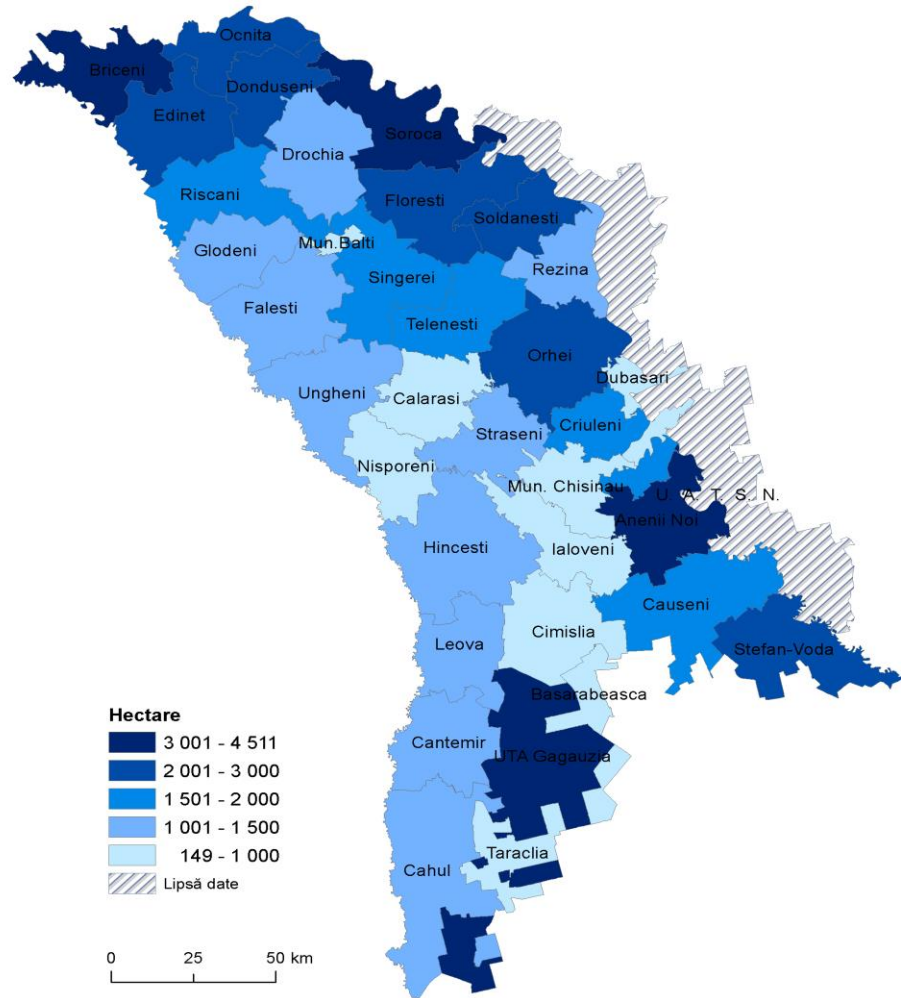 Ocnita
Briceni
Donduseni
Edinet
Soroca
Drochia
Riscani
Floresti
Soldanesti
Mun.Balti
Glodeni
Rezina
Singerei
Falesti
Telenesti
Orhei
Dubasari
Ungheni
Calarasi
Criuleni
Straseni
Nisporeni
Mun. Chisinau
U. A. T. S. N.
Anenii Noi
Hincesti
Ialoveni
Causeni
Cimislia
Leova
Stefan-Voda
Basarabeasca
Cantemir
UTA Gagauzia
Taraclia
Cahul
Hectare
3 001 - 4 511
2 001 - 3 000
1 501 - 2 000
1 001 - 1 500
149 - 1 000
Lipsă date
0 25 50 km